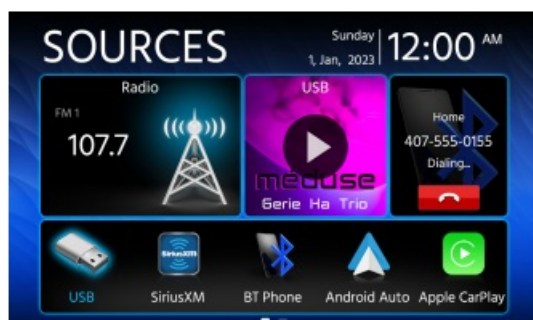 SOURCES
Sunday
1, Jan, 2023
12:00 AM
Radio
FM 1
107.7
USB
meduse
Gerie Ha Trio
Home
407-555-0155
Dialing...
SiriusXM
USB
SiriusXM
BT Phone
Android Auto
Apple CarPlay